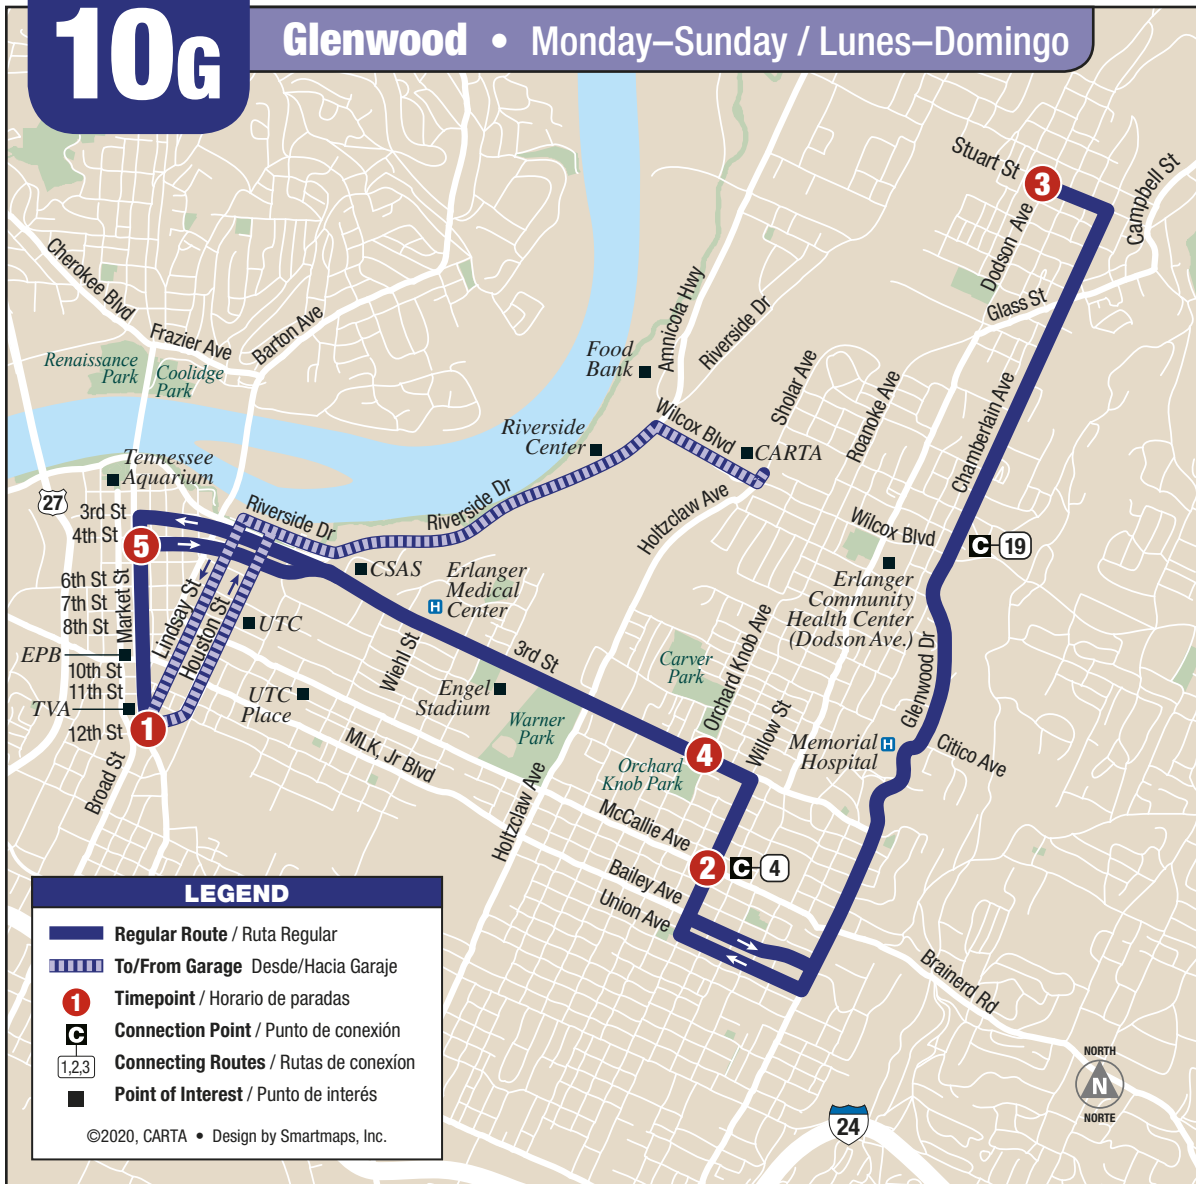 10G
Glenwood • Monday–Sunday / Lunes–Domingo
Stuart St
3
Campbell St
Dodson Ave
Glass St
Cherokee Blvd
Frazier Ave
Barton Ave
Renaissance
Park
Coolidge
Park
Amnicola Hwy
Riverside Dr
Food
Bank
Sholar Ave
Roanoke Ave
Chamberlain Ave
Wilcox Blvd
CARTA
Riverside
Center
Tennessee
Aquarium
27
3rd St
4th St
5
Riverside Dr
Riverside Dr
Holtzclaw Ave
Wilcox Blvd
C
19
Erlanger
Community
Health Center
(Dodson Ave.)
CSAS
Erlanger
Medical
Center
H
6th St
7th St
8th St
Market St
Lindsay St
Houston St
UTC
EPB
10th St
11th St
TVA
12th St
1
Broad St
UTC
Place
Wiehl St
3rd St
Engel
Stadium
Warner
Park
Carver
Park
Orchard Knob Ave
Willow St
Glenwood Dr
Memorial
Hospital
H
Citico Ave
4
Orchard
Knob Park
MLK, Jr Blvd
Holtzclaw Ave
McCallie Ave
2
C
4
Bailey Ave
Union Ave
Brainerd Rd
LEGEND
Regular Route / Ruta Regular
To/From Garage Desde/Hacia Garaje
1
Timepoint / Horario de paradas
C
Connection Point / Punto de conexión
1,2,3
Connecting Routes / Rutas de conexíon
Point of Interest / Punto de interés
©2020, CARTA • Design by Smartmaps, Inc.
NORTH
N
NORTE
24